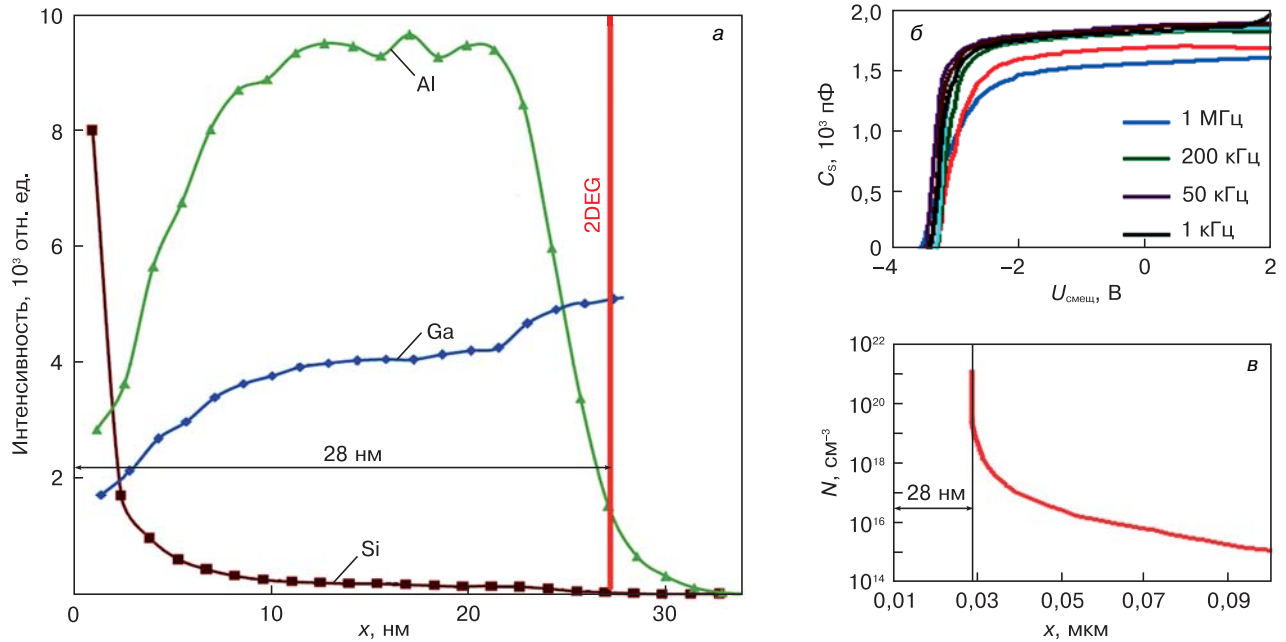 а
Интенсивность, 10³ отн. ед.
10
8
6
4
2
0
10
20
30
x, нм
Al
Ga
Si
2DEG
28 нм
б
Cs, 10³ пФ
2,0
1,5
1,0
0,5
0
−4
−2
0
2
Uсмещ, В
1 МГц
200 кГц
50 кГц
1 кГц
в
N, см⁻³
10²²
10²⁰
10¹⁸
10¹⁶
10¹⁴
28 нм
0,01
0,03
0,05
0,07
0,09
x, мкм